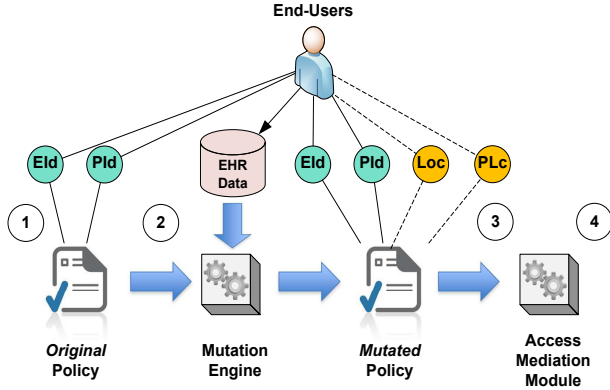 End-Users
EId
PId
EHR
Data
EId
PId
Loc
PLc
1
2
3
4
Original
Policy
Mutation
Engine
Mutated
Policy
Access
Mediation
Module